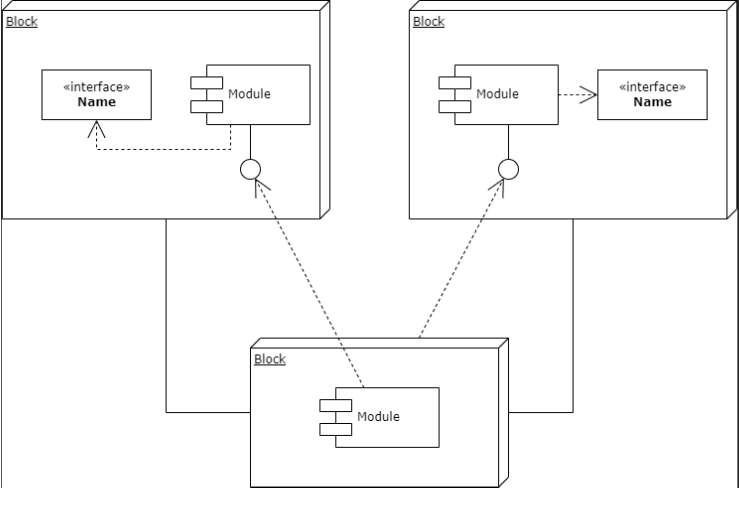 Block
«interface»
Name
Module
Block
Module
«interface»
Name
Block
Module